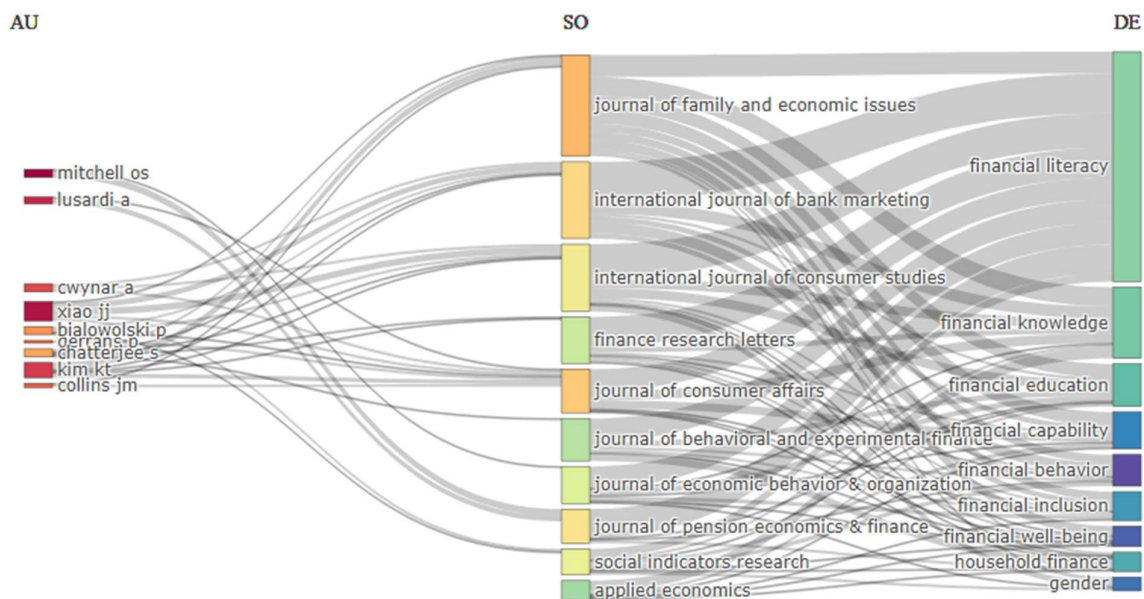 AU
SO
DE
mitchell os
lusardi a
cwynar a
xiao jj
bialowolski p
gerrans p
chatterjee s
kim kt
collins jm
journal of family and economic issues
international journal of bank marketing
international journal of consumer studies
finance research letters
journal of consumer affairs
journal of behavioral and experimental finance
journal of economic behavior & organization
journal of pension economics & finance
social indicators research
applied economics
financial literacy
financial knowledge
financial education
financial capability
financial behavior
financial inclusion
financial well-being
household finance
gender